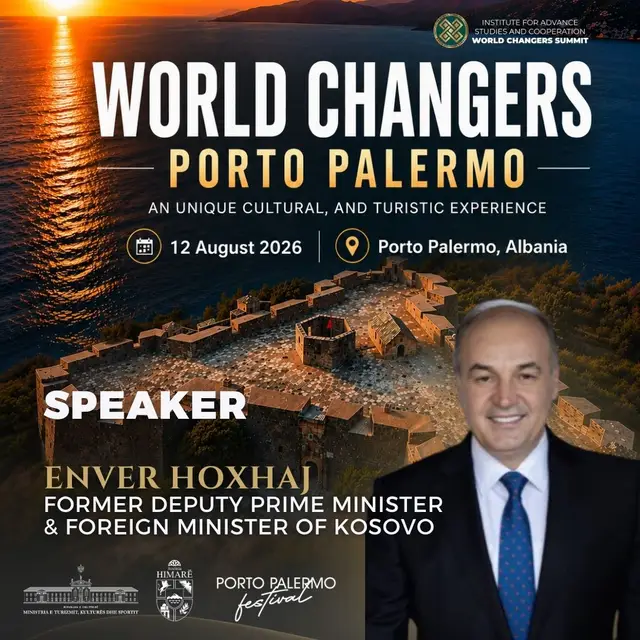 INSTITUTE FOR ADVANCE
STUDIES AND COOPERATION
WORLD CHANGERS SUMMIT
WORLD CHANGERS
PORTO PALERMO
AN UNIQUE CULTURAL, AND TURISTIC EXPERIENCE
12 August 2026
Porto Palermo, Albania
SPEAKER
ENVER HOXHAJ
FORMER DEPUTY PRIME MINISTER
& FOREIGN MINISTER OF KOSOVO
MINISTRIA E TURIZMIT, KULTURËS DHE SPORTIT
HIMARË
PORTO PALERMO
festival